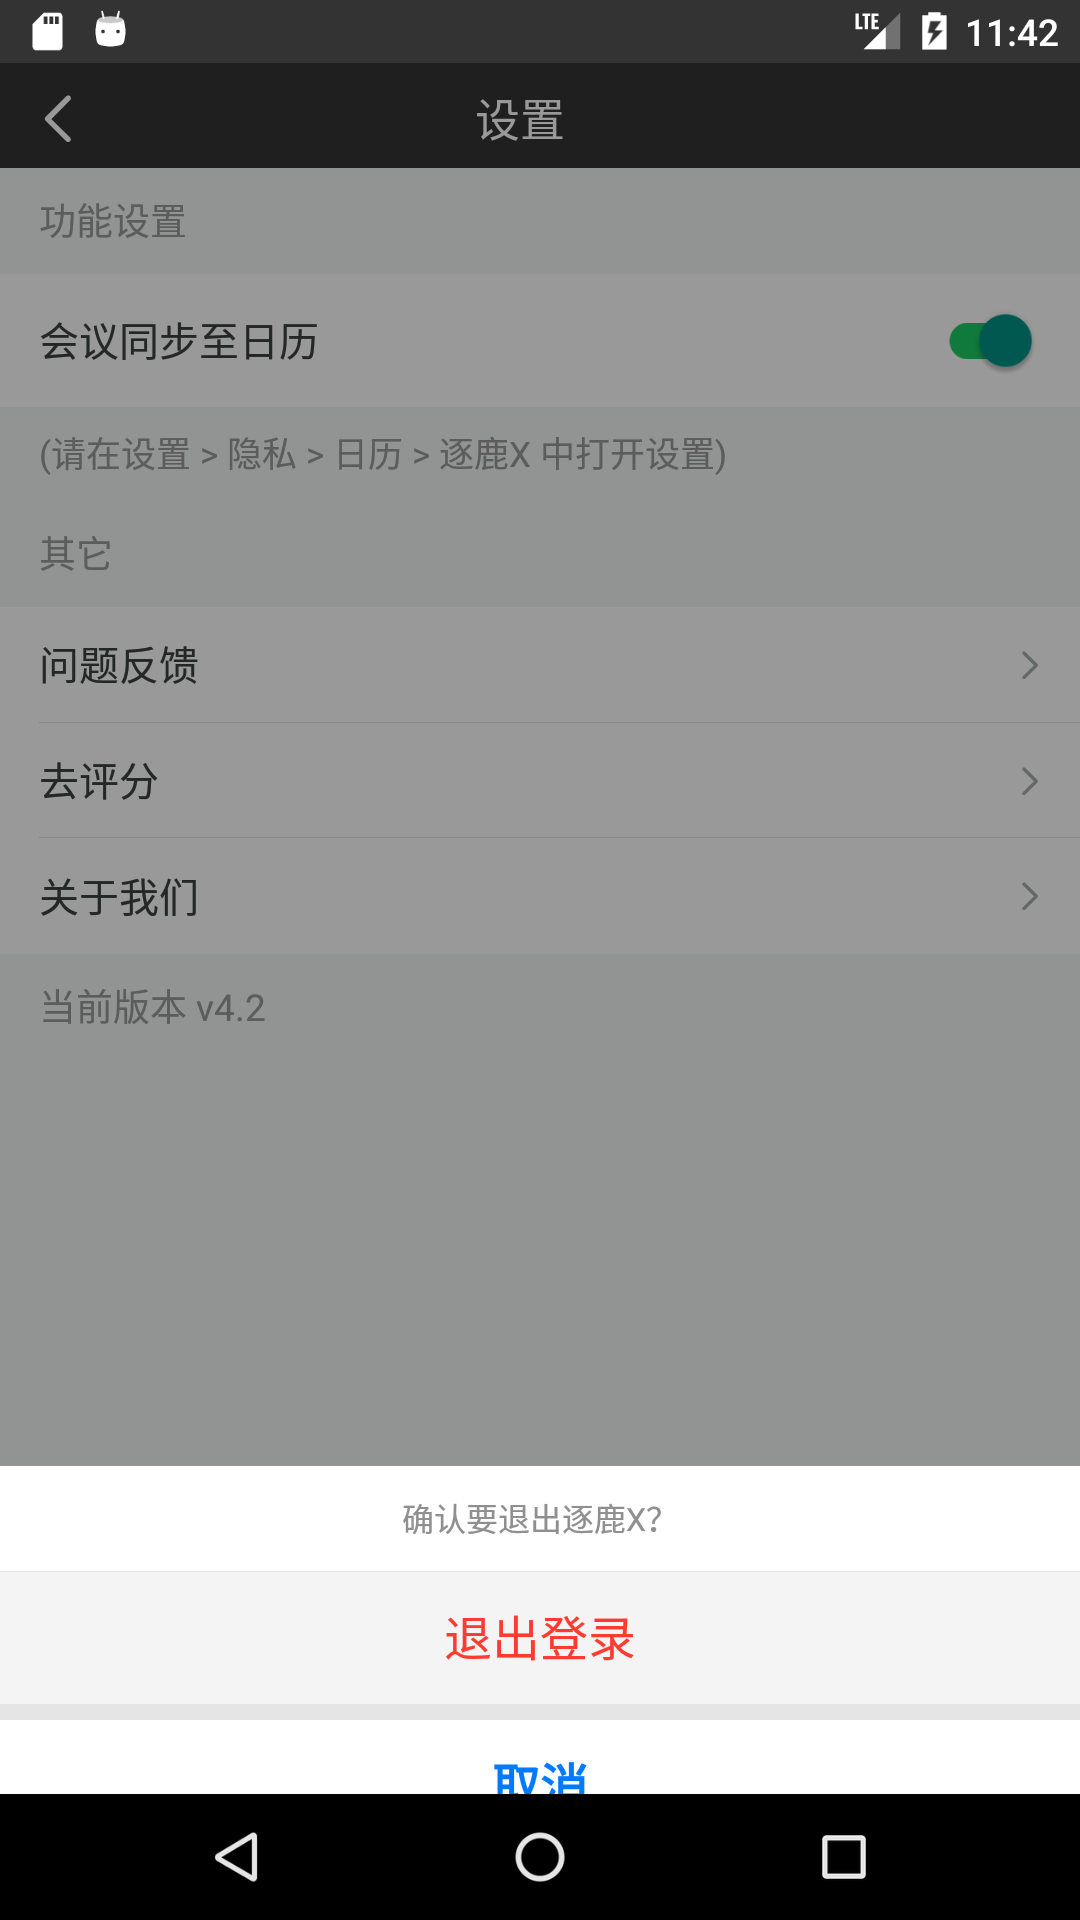 LTE 11:42
设置
功能设置
会议同步至日历
(请在设置 > 隐私 > 日历 > 逐鹿X 中打开设置)
其它
问题反馈
去评分
关于我们
当前版本 v4.2
确认要退出逐鹿X?
退出登录
取消